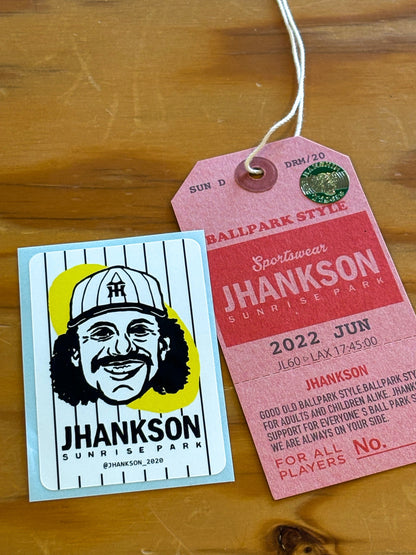 TH
JHANKSON
SUNRISE PARK
@JHANKSON_2020
SUN D DRM/20
BALLPARK STYLE
Sportswear
JHANKSON
SUNRISE PARK
2022 JUN
JL60▷LAX 17:45:00
JHANKSON
GOOD OLD BALLPARK STYLE.BALLPARK S
FOR ADULTS AND CHILDREN ALIKE. JHAN
SUPPORT FOR EVERYONE'S BALL PARK S
WE ARE ALWAYS ON YOUR SIDE.
FOR ALL
PLAYERS No.